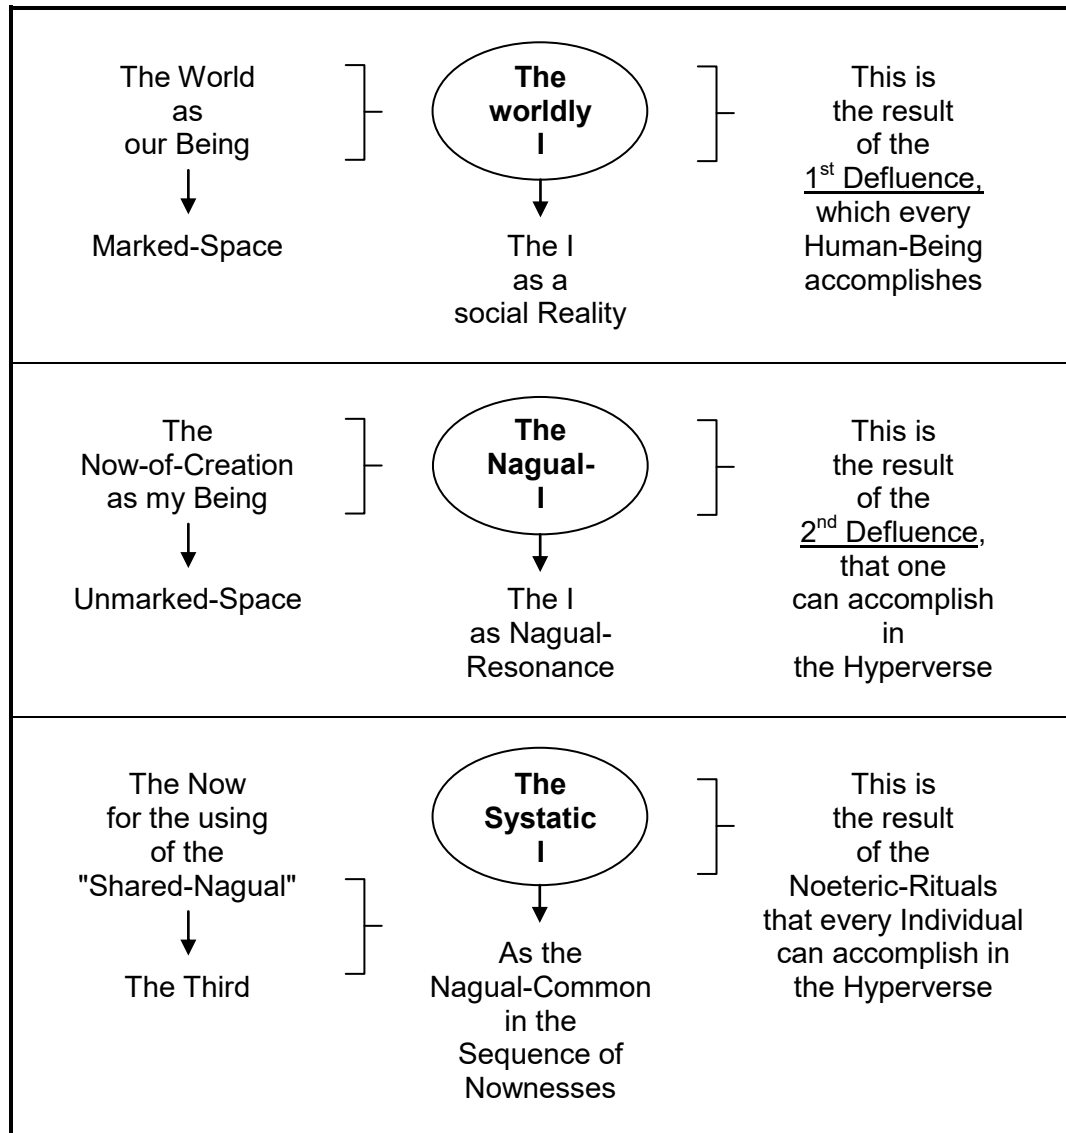 The World
as
our Being
Marked-Space
The
worldly
I
The I
as a
social Reality
This is
the result
of the
1st Defluence,
which every
Human-Being
accomplishes
The
Now-of-Creation
as my Being
Unmarked-Space
The
Nagual-
I
The I
as Nagual-
Resonance
This is
the result
of the
2nd Defluence,
that one
can accomplish
in
the Hyperverse
The Now
for the using
of the
"Shared-Nagual"
The Third
The
Systatic
I
As the
Nagual-Common
in the
Sequence of
Nownesses
This is
the result
of the
Noeteric-Rituals
that every Individual
can accomplish in
the Hyperverse